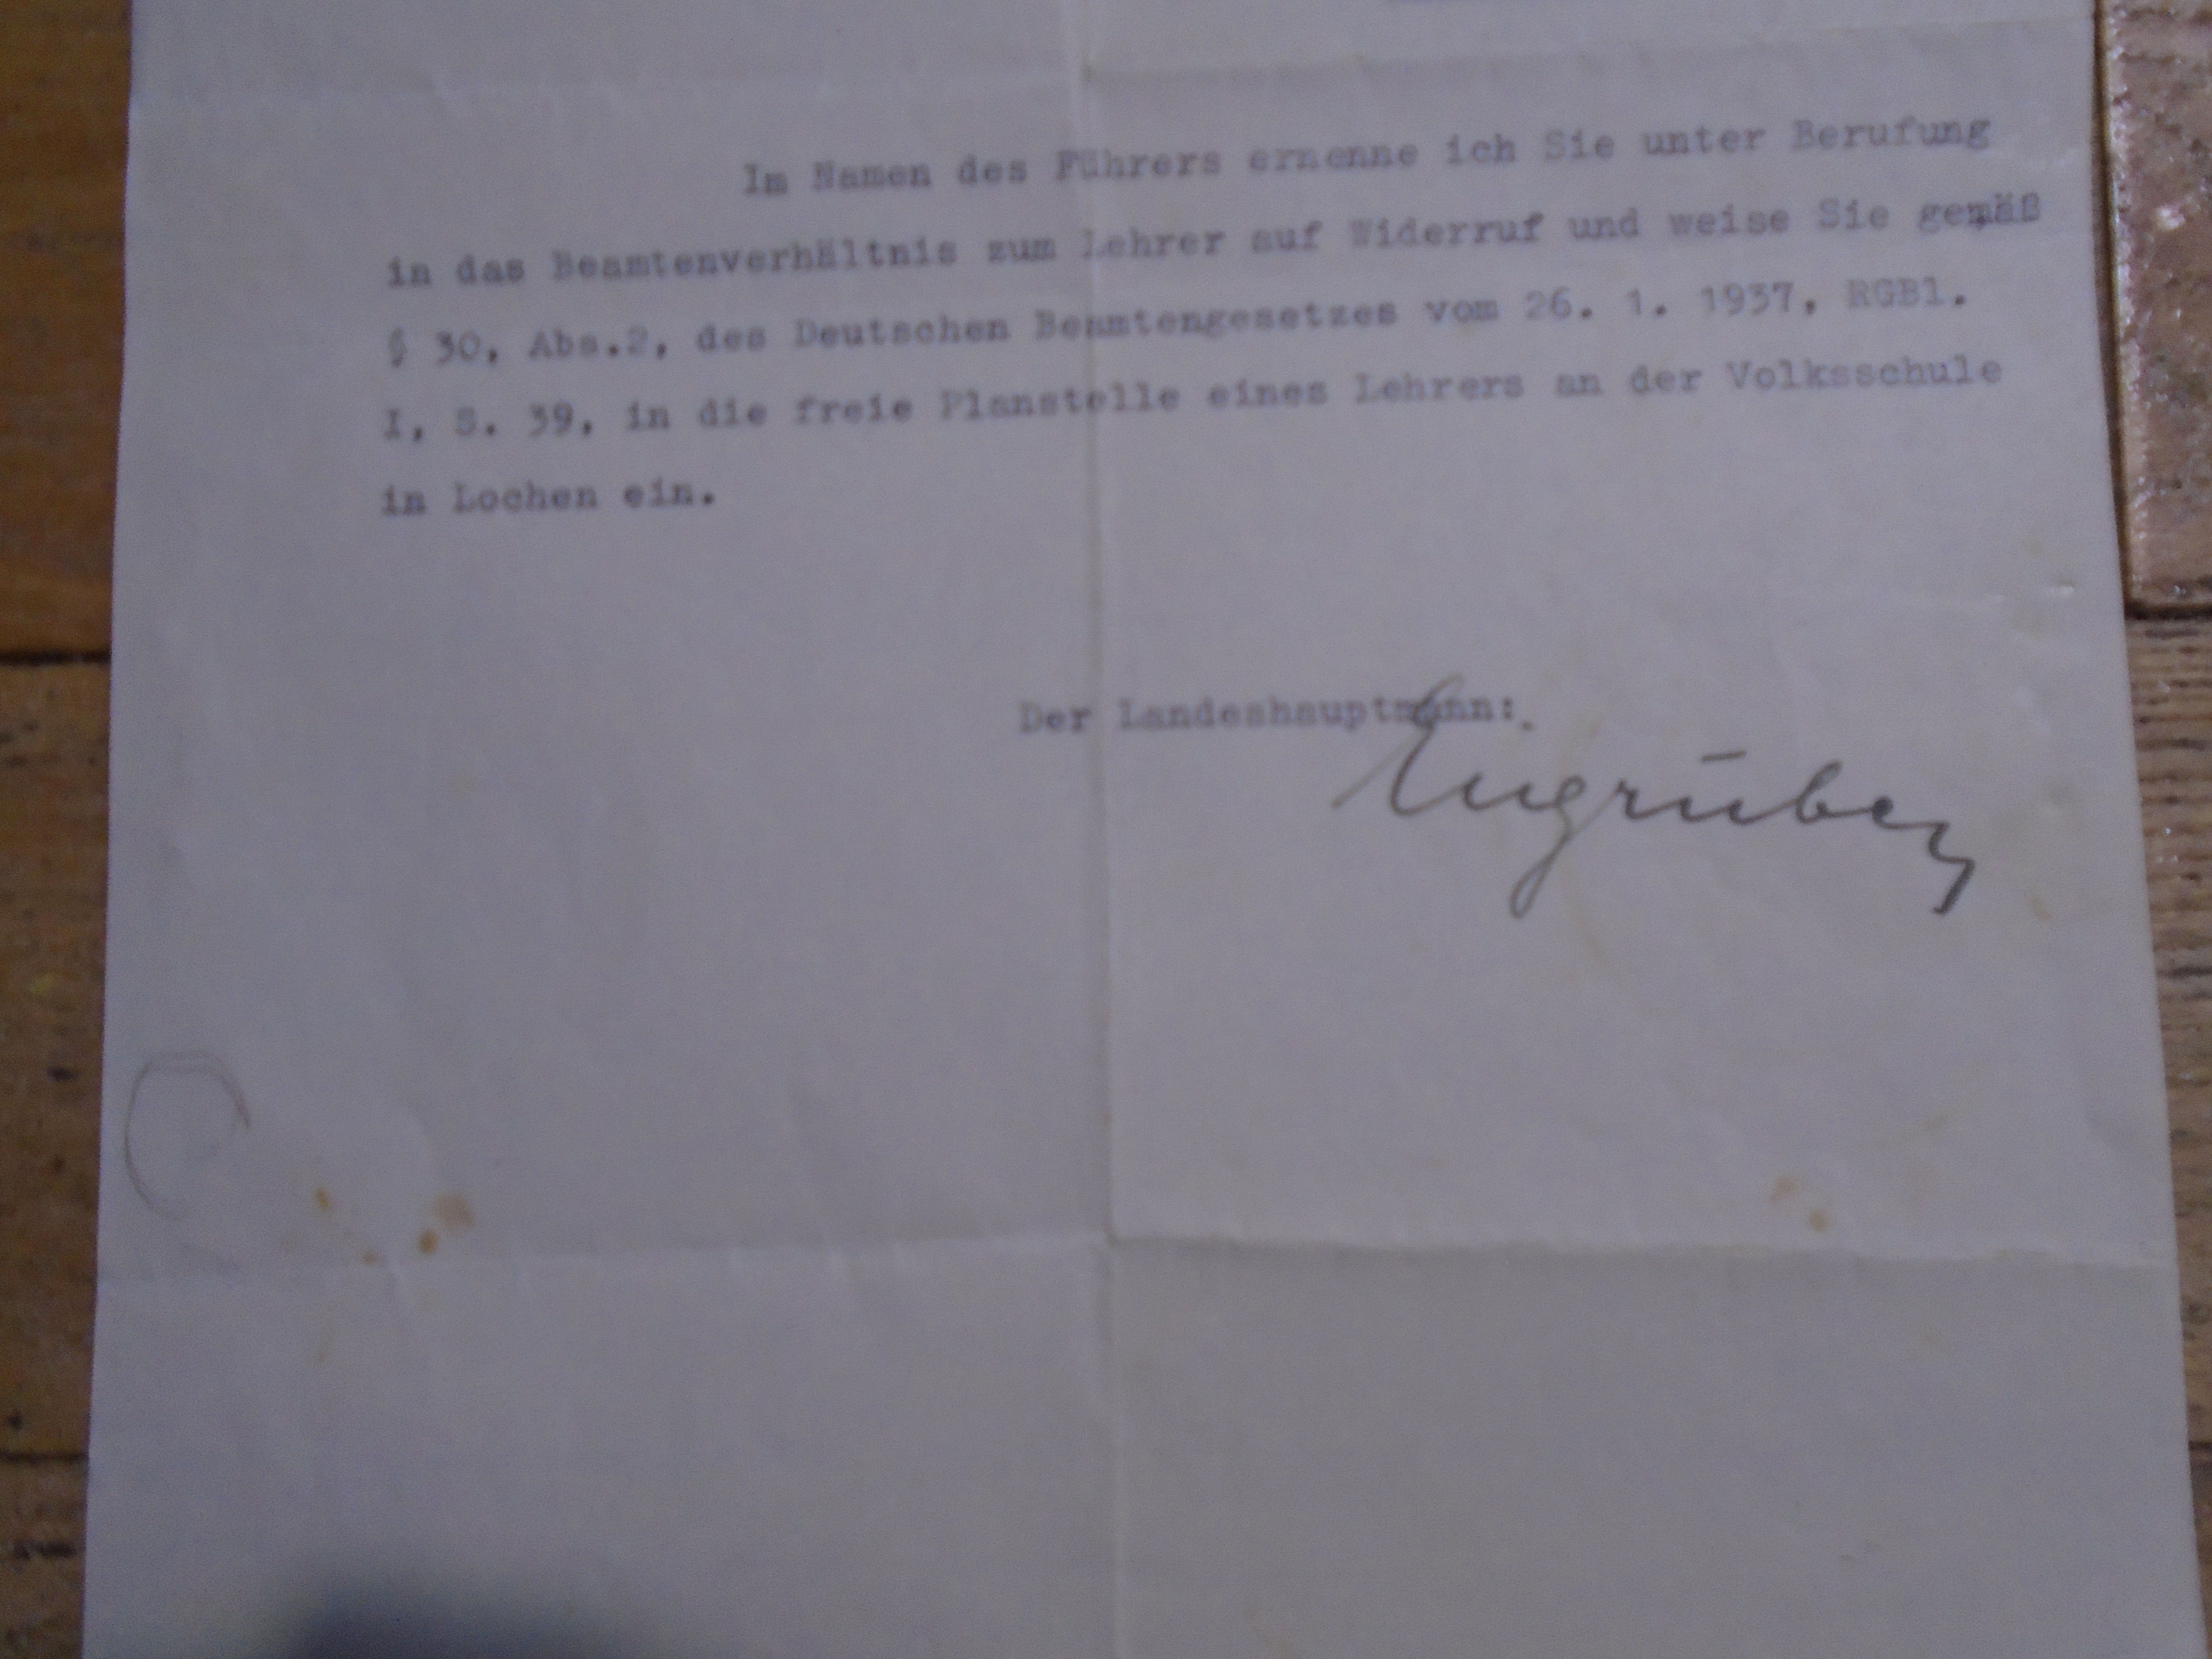 Im Namen des Führers ernenne ich Sie unter Berufung
in das Beamtenverhältnis zum Lehrer auf Widerruf und weise Sie gemäß
§ 30, Abs.2, des Deutschen Beamtengesetzes vom 26. 1. 1937, RGBl.
I, S. 39, in die freie Planstelle eines Lehrers an der Volksschule
in Lochen ein.
Der Landeshauptmann:
Eigruber